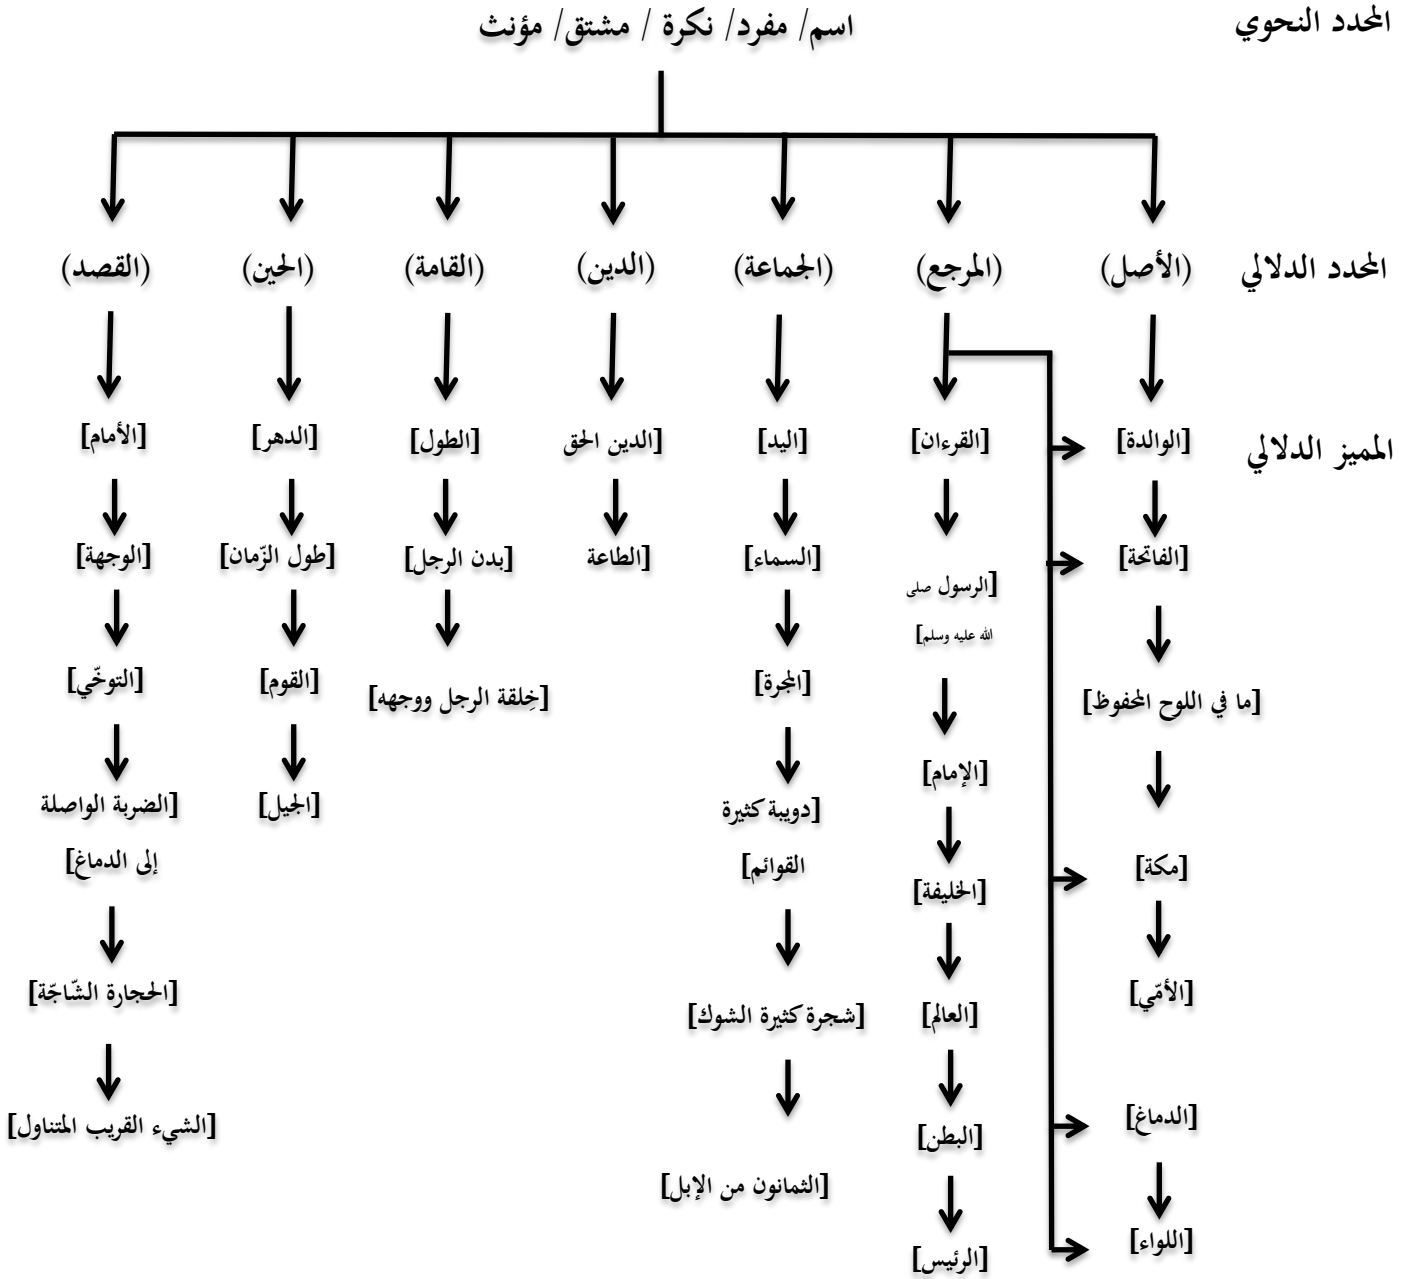 المحدد النحوي
اسم/ مفرد/ نكرة / مشتق/ مؤنث
المحدد الدلالي
(الأصل)
(المرجع)
(الجماعة)
(الدين)
(القامة)
(الحين)
(القصد)
المميز الدلالي
[الوالدة]
[الفاتحة]
[ما في اللوح المحفوظ]
[مكة]
[الأمّي]
[الدماغ]
[اللواء]
[القرءان]
[الرسول صلى
الله عليه وسلم]
[الإمام]
[الخليفة]
[العالم]
[البطن]
[الرئيس]
[اليد]
[السماء]
[المجرة]
[دويبة كثيرة
القوائم]
[شجرة كثيرة الشوك]
[الثمانون من الإبل]
[الدين الحق
[الطاعة
[الطول]
[بدن الرجل]
[خِلقة الرجل ووجهه]
[الدهر]
[طول الزّمان]
[القوم]
[الجيل]
[الأمام]
[الوجهة]
[التوخّي]
[الضربة الواصلة
إلى الدماغ]
[الحجارة الشّاجّة]
[الشيء القريب المتناول]